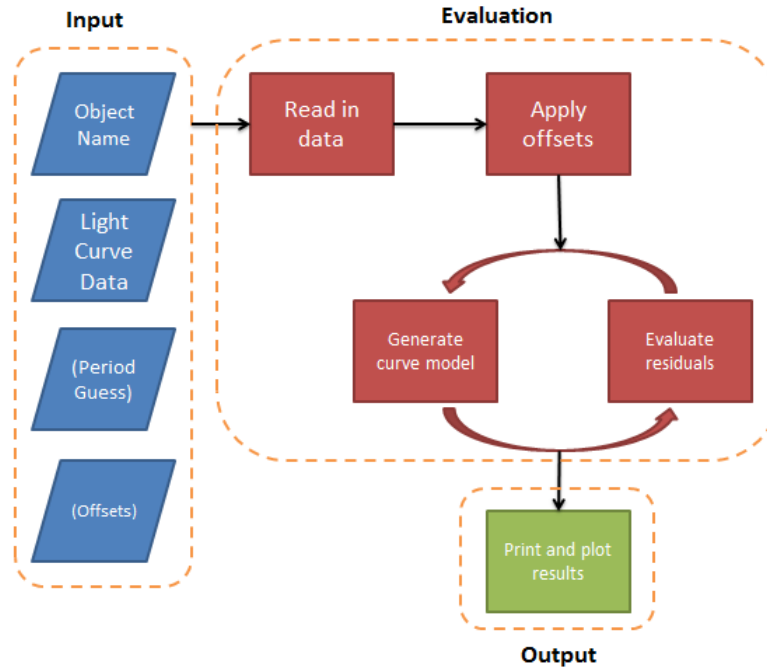 Input
Evaluation
Object
Name
Read in
data
Apply
offsets
Light
Curve
Data
Generate
curve model
Evaluate
residuals
(Period
Guess)
(Offsets)
Print and plot
results
Output